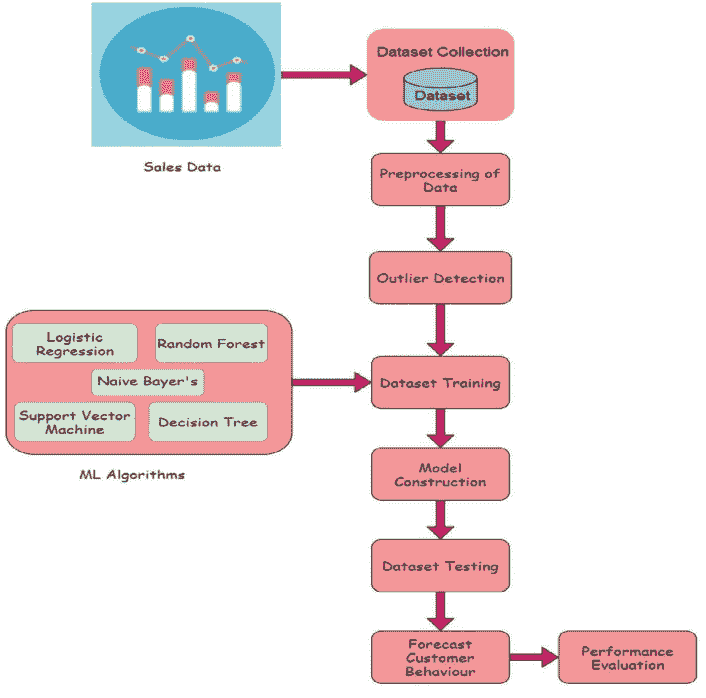 Sales Data
Dataset Collection
Dataset
Preprocessing of
Data
Outlier Detection
Logistic
Regression
Random Forest
Naive Bayer's
Support Vector
Machine
Decision Tree
ML Algorithms
Dataset Training
Model
Construction
Dataset Testing
Forecast
Customer
Behaviour
Performance
Evaluation